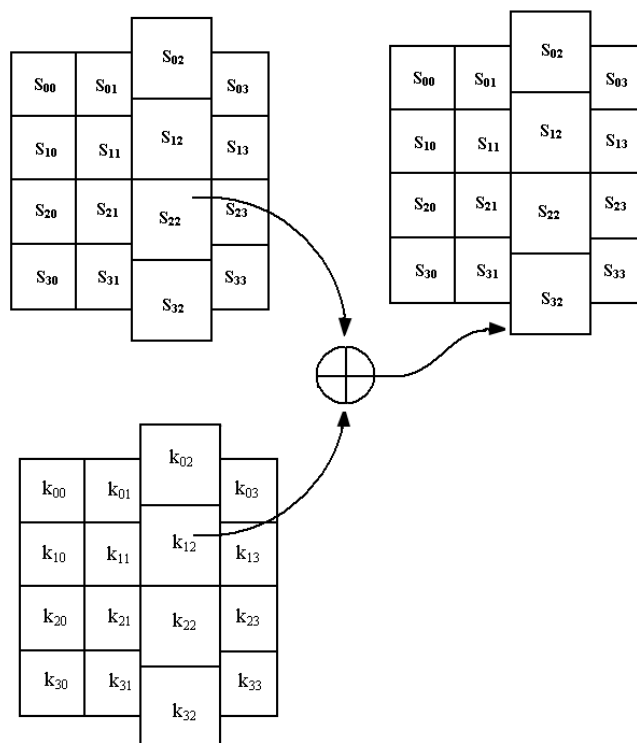 S02
S00 S01 S03
S12
S10 S11 S13
S20 S21 S22 S23
S30 S31 S33
S32
S02
S00 S01 S03
S12
S10 S11 S13
S20 S21 S22 S23
S30 S31 S33
S32
k02
k00 k01 k03
k12
k10 k11 k13
k20 k21 k22 k23
k30 k31 k33
k32